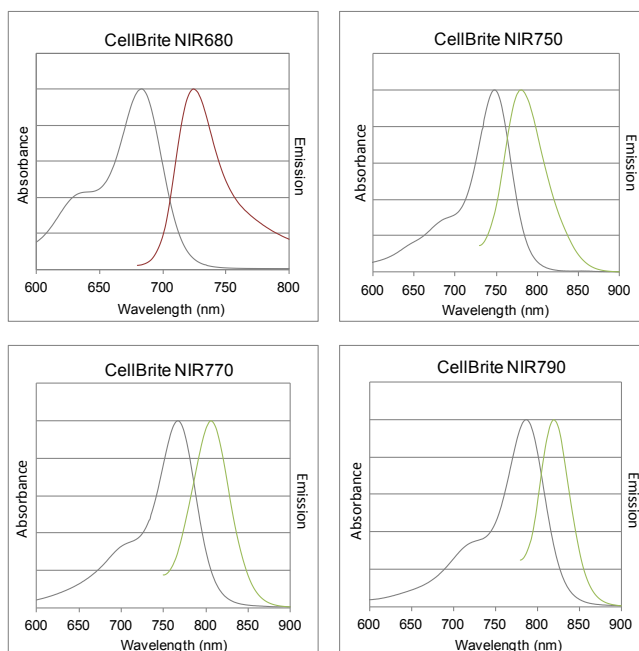 CellBrite NIR680
Absorbance
Emission
600 650 700 750 800
Wavelength (nm)
CellBrite NIR750
Absorbance
Emission
600 650 700 750 800 850 900
Wavelength (nm)
CellBrite NIR770
Absorbance
Emission
600 650 700 750 800 850 900
Wavelength (nm)
CellBrite NIR790
Absorbance
Emission
600 650 700 750 800 850 900
Wavelength (nm)